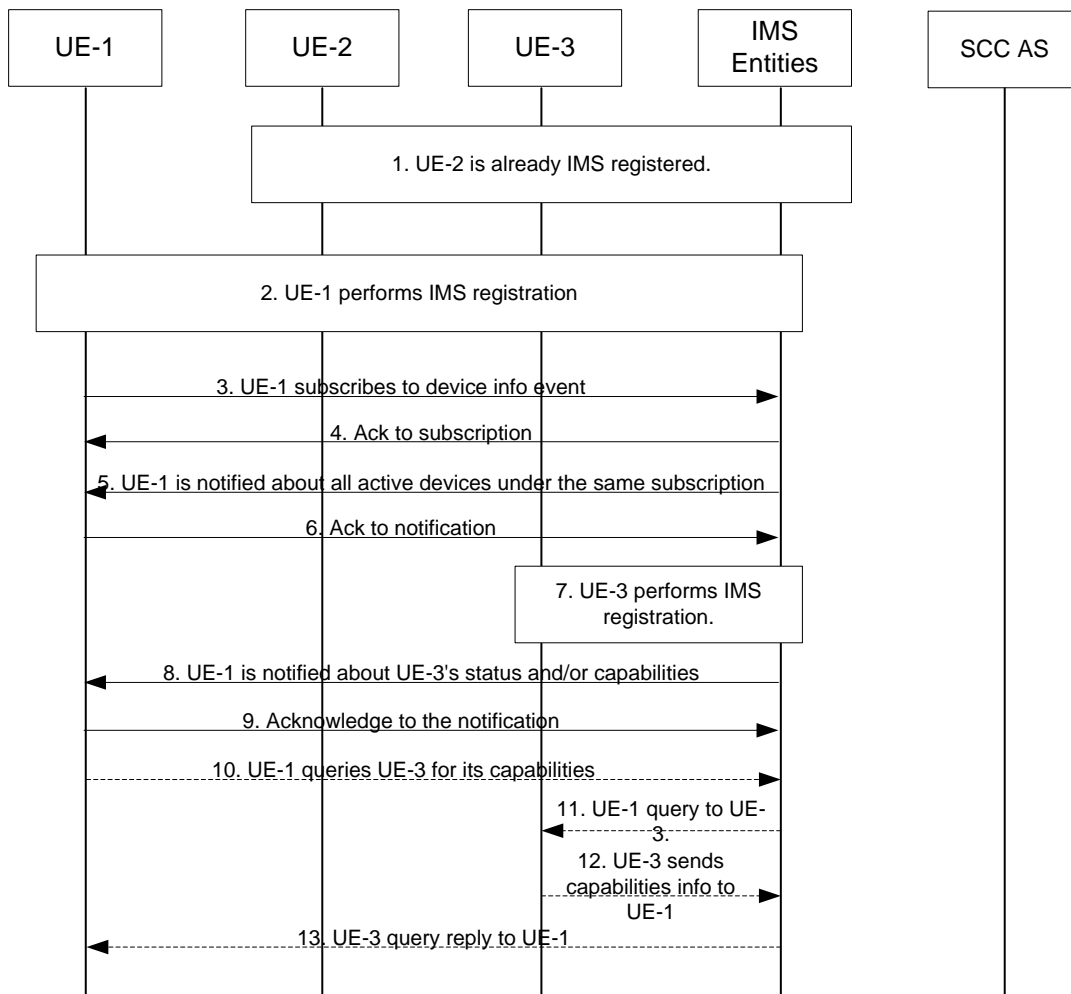 UE-1
UE-2
UE-3
IMS
Entities
SCC AS
1. UE-2 is already IMS registered.
2. UE-1 performs IMS registration
3. UE-1 subscribes to device info event
4. Ack to subscription
5. UE-1 is notified about all active devices under the same subscription
6. Ack to notification
7. UE-3 performs IMS
registration.
8. UE-1 is notified about UE-3's status and/or capabilities
9. Acknowledge to the notification
10. UE-1 queries UE-3 for its capabilities
11. UE-1 query to UE-
3.
12. UE-3 sends
capabilities info to
UE-1
13. UE-3 query reply to UE-1